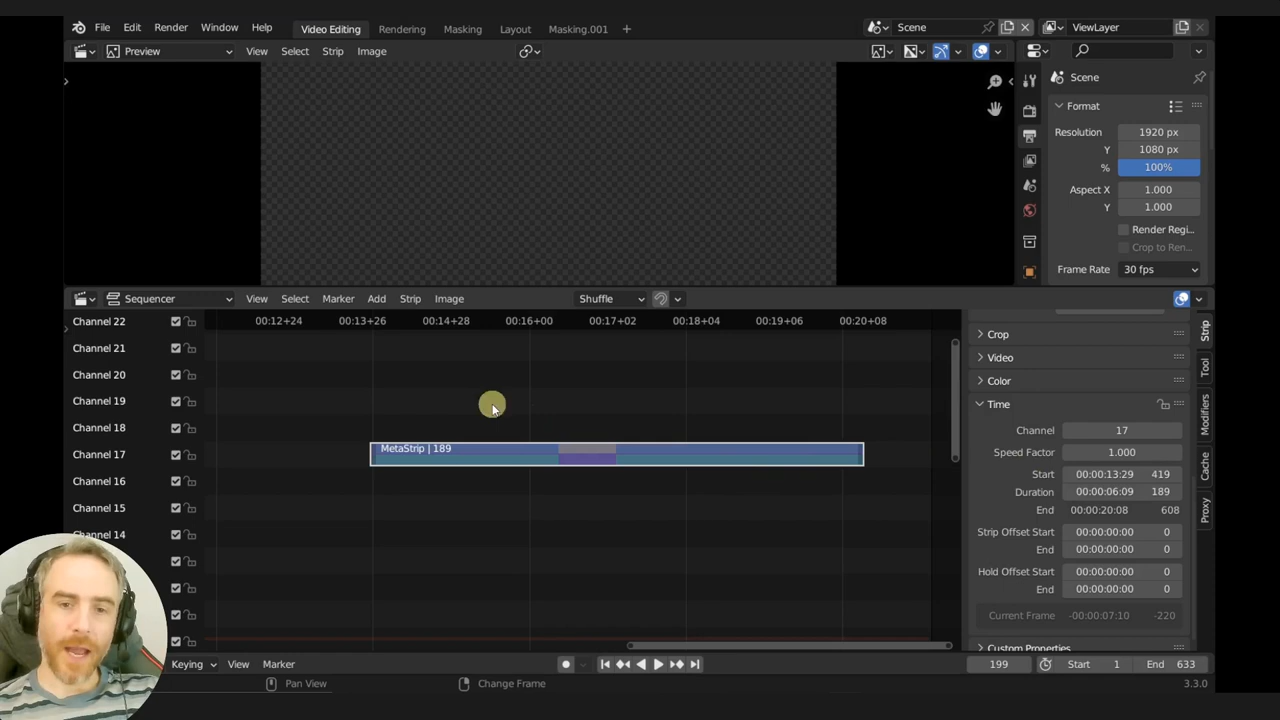 File Edit Render Window Help Video Editing Rendering Masking Layout Masking.001 + Scene ViewLayer
Preview View Select Strip Image
Scene
Format
Resolution 1920 px
Y 1080 px
% 100%
Aspect X 1.000
Y 1.000
Render Regi...
Crop to Ren...
Frame Rate 30 fps
Sequencer View Select Marker Add Strip Image Shuffle
00:12+24 00:13+26 00:14+28 00:16+00 00:17+02 00:18+04 00:19+06 00:20+08
Channel 22
Channel 21
Channel 20
Channel 19
Channel 18
Channel 17
Channel 16
Channel 15
Channel 14
MetaStrip | 189
Crop
Video
Color
Time
Channel 17
Speed Factor 1.000
Start 00:00:13:29 419
Duration 00:00:06:09 189
End 00:00:20:08 608
Strip Offset Start 00:00:00:00 0
End 00:00:00:00 0
Hold Offset Start 00:00:00:00 0
End 00:00:00:00 0
Current Frame -00:00:07:10 -220
Custom Properties
Strip
Tool
Modifiers
Cache
Proxy
Keying View Marker 199 Start 1 End 633
Pan View Change Frame 3.3.0